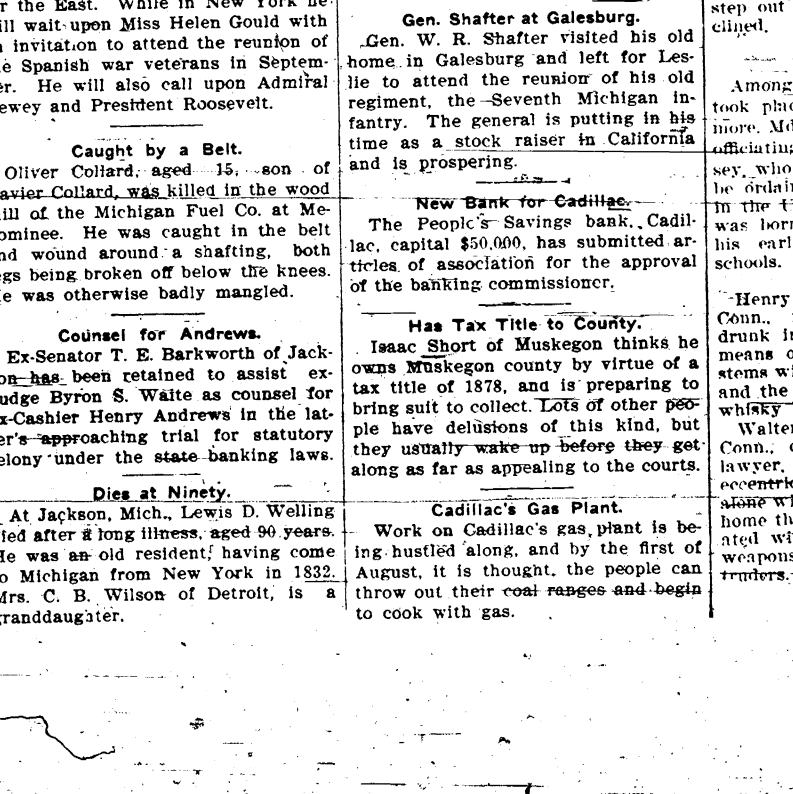 the East. While in New York he
wait upon Miss Helen Gould with
invitation to attend the reunion of
Spanish war veterans in Septem-
He will also call upon Admiral
ewey and President Roosevelt.
Caught by a Belt.
Oliver Collard, aged 15, son of
avier Collard, was killed in the wood
ill of the Michigan Fuel Co. at Me-
ominee. He was caught in the belt
nd wound around a shafting, both
egs being broken off below the knees.
e was otherwise badly mangled.
Counsel for Andrews.
Ex-Senator T. E. Barkworth of Jack-
on has been retained to assist ex-
udge Byron S. Waite as counsel for
x-Cashier Henry Andrews in the lat-
er's approaching trial for statutory
elony under the state banking laws.
Dies at Ninety.
At Jackson, Mich., Lewis D. Welling
ied after a long illness, aged 90 years.
He was an old resident, having come
o Michigan from New York in 1832.
Mrs. C. B. Wilson of Detroit, is a
granddaughter.
Gen. Shafter at Galesburg.
Gen. W. R. Shafter visited his old
home in Galesburg and left for Les-
lie to attend the reunion of his old
regiment, the Seventh Michigan in-
fantry. The general is putting in his
time as a stock raiser in California
and is prospering.
New Bank for Cadillac.
The People's Savings bank, Cadil-
lac, capital $50,000, has submitted ar-
ticles of association for the approval
of the banking commissioner.
Has Tax Title to County.
Isaac Short of Muskegon thinks he
owns Muskegon county by virtue of a
tax title of 1878, and is preparing to
bring suit to collect. Lots of other peo-
ple have delusions of this kind, but
they usually wake up before they get
along as far as appealing to the courts.
Cadillac's Gas Plant.
Work on Cadillac's gas plant is be-
ing hustled along, and by the first of
August, it is thought, the people can
throw out their coal ranges and begin
to cook with gas.
step out
clined.
Among
took plac
more. Md
officiating
sey, who
be ordain
in the t
was born
his earl
schools.
Henry
Conn.,
drunk in
means o
stems wi
and the
whisky
Walter
Conn.,
lawyer,
eccentric
alone wi
home th
ated wi
weapons
truders.